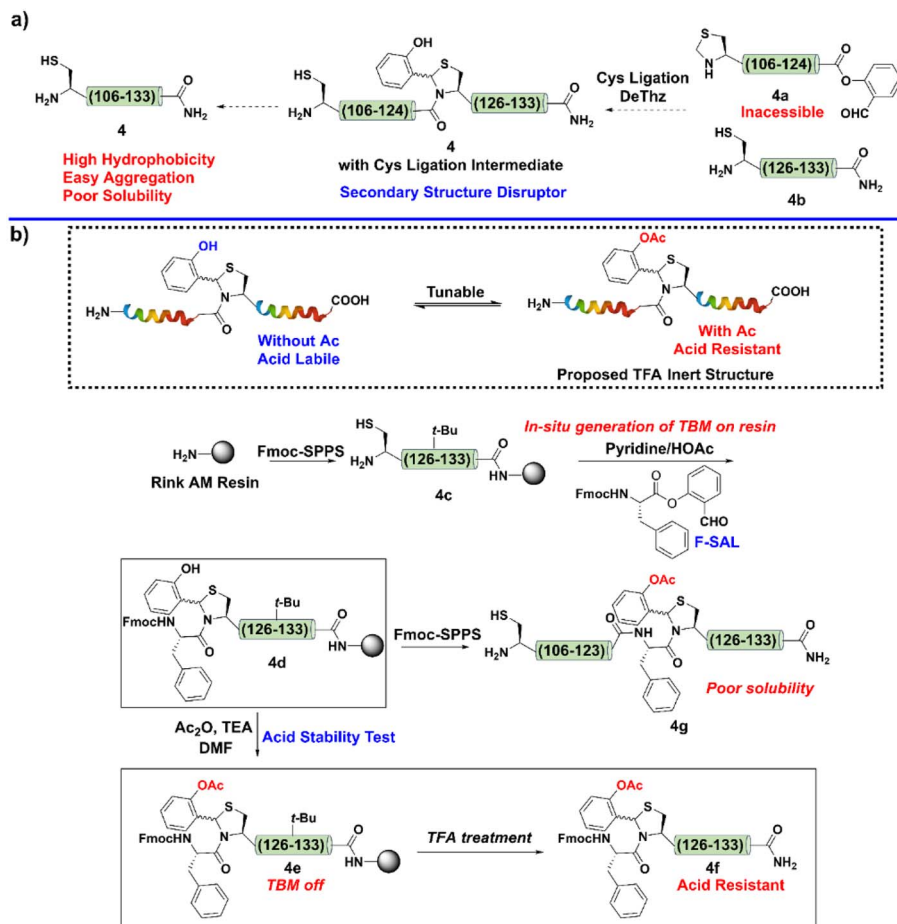 a)
HS
H₂N
(106-133)
O
NH₂
4
High Hydrophobicity
Easy Aggregation
Poor Solubility
OH
HS
S
H₂N
(106-124)
N
O
(126-133)
O
NH₂
4
with Cys Ligation Intermediate
Secondary Structure Disruptor
Cys Ligation
DeThz
S
N
H
(106-124)
O
O
OHC
4a
Inacessible
HS
H₂N
(126-133)
O
NH₂
4b
b)
OH
S
N
H₂N
O
COOH
Without Ac
Acid Labile
Tunable
OAc
S
N
H₂N
O
COOH
With Ac
Acid Resistant
Proposed TFA Inert Structure
H₂N
Rink AM Resin
Fmoc-SPPS
HS
t-Bu
H₂N
(126-133)
O
HN
4c
In-situ generation of TBM on resin
Pyridine/HOAc
FmocHN
O
O
CHO
F-SAL
OH
S
t-Bu
N
FmocHN
O
(126-133)
O
HN
4d
Fmoc-SPPS
OAc
S
HS
H₂N
(106-123)
O
NH
N
O
(126-133)
O
NH₂
4g
Poor solubility
Ac₂O, TEA
DMF
Acid Stability Test
OAc
S
t-Bu
N
FmocHN
O
(126-133)
O
HN
4e
TBM off
TFA treatment
OAc
S
N
FmocHN
O
(126-133)
O
NH₂
4f
Acid Resistant